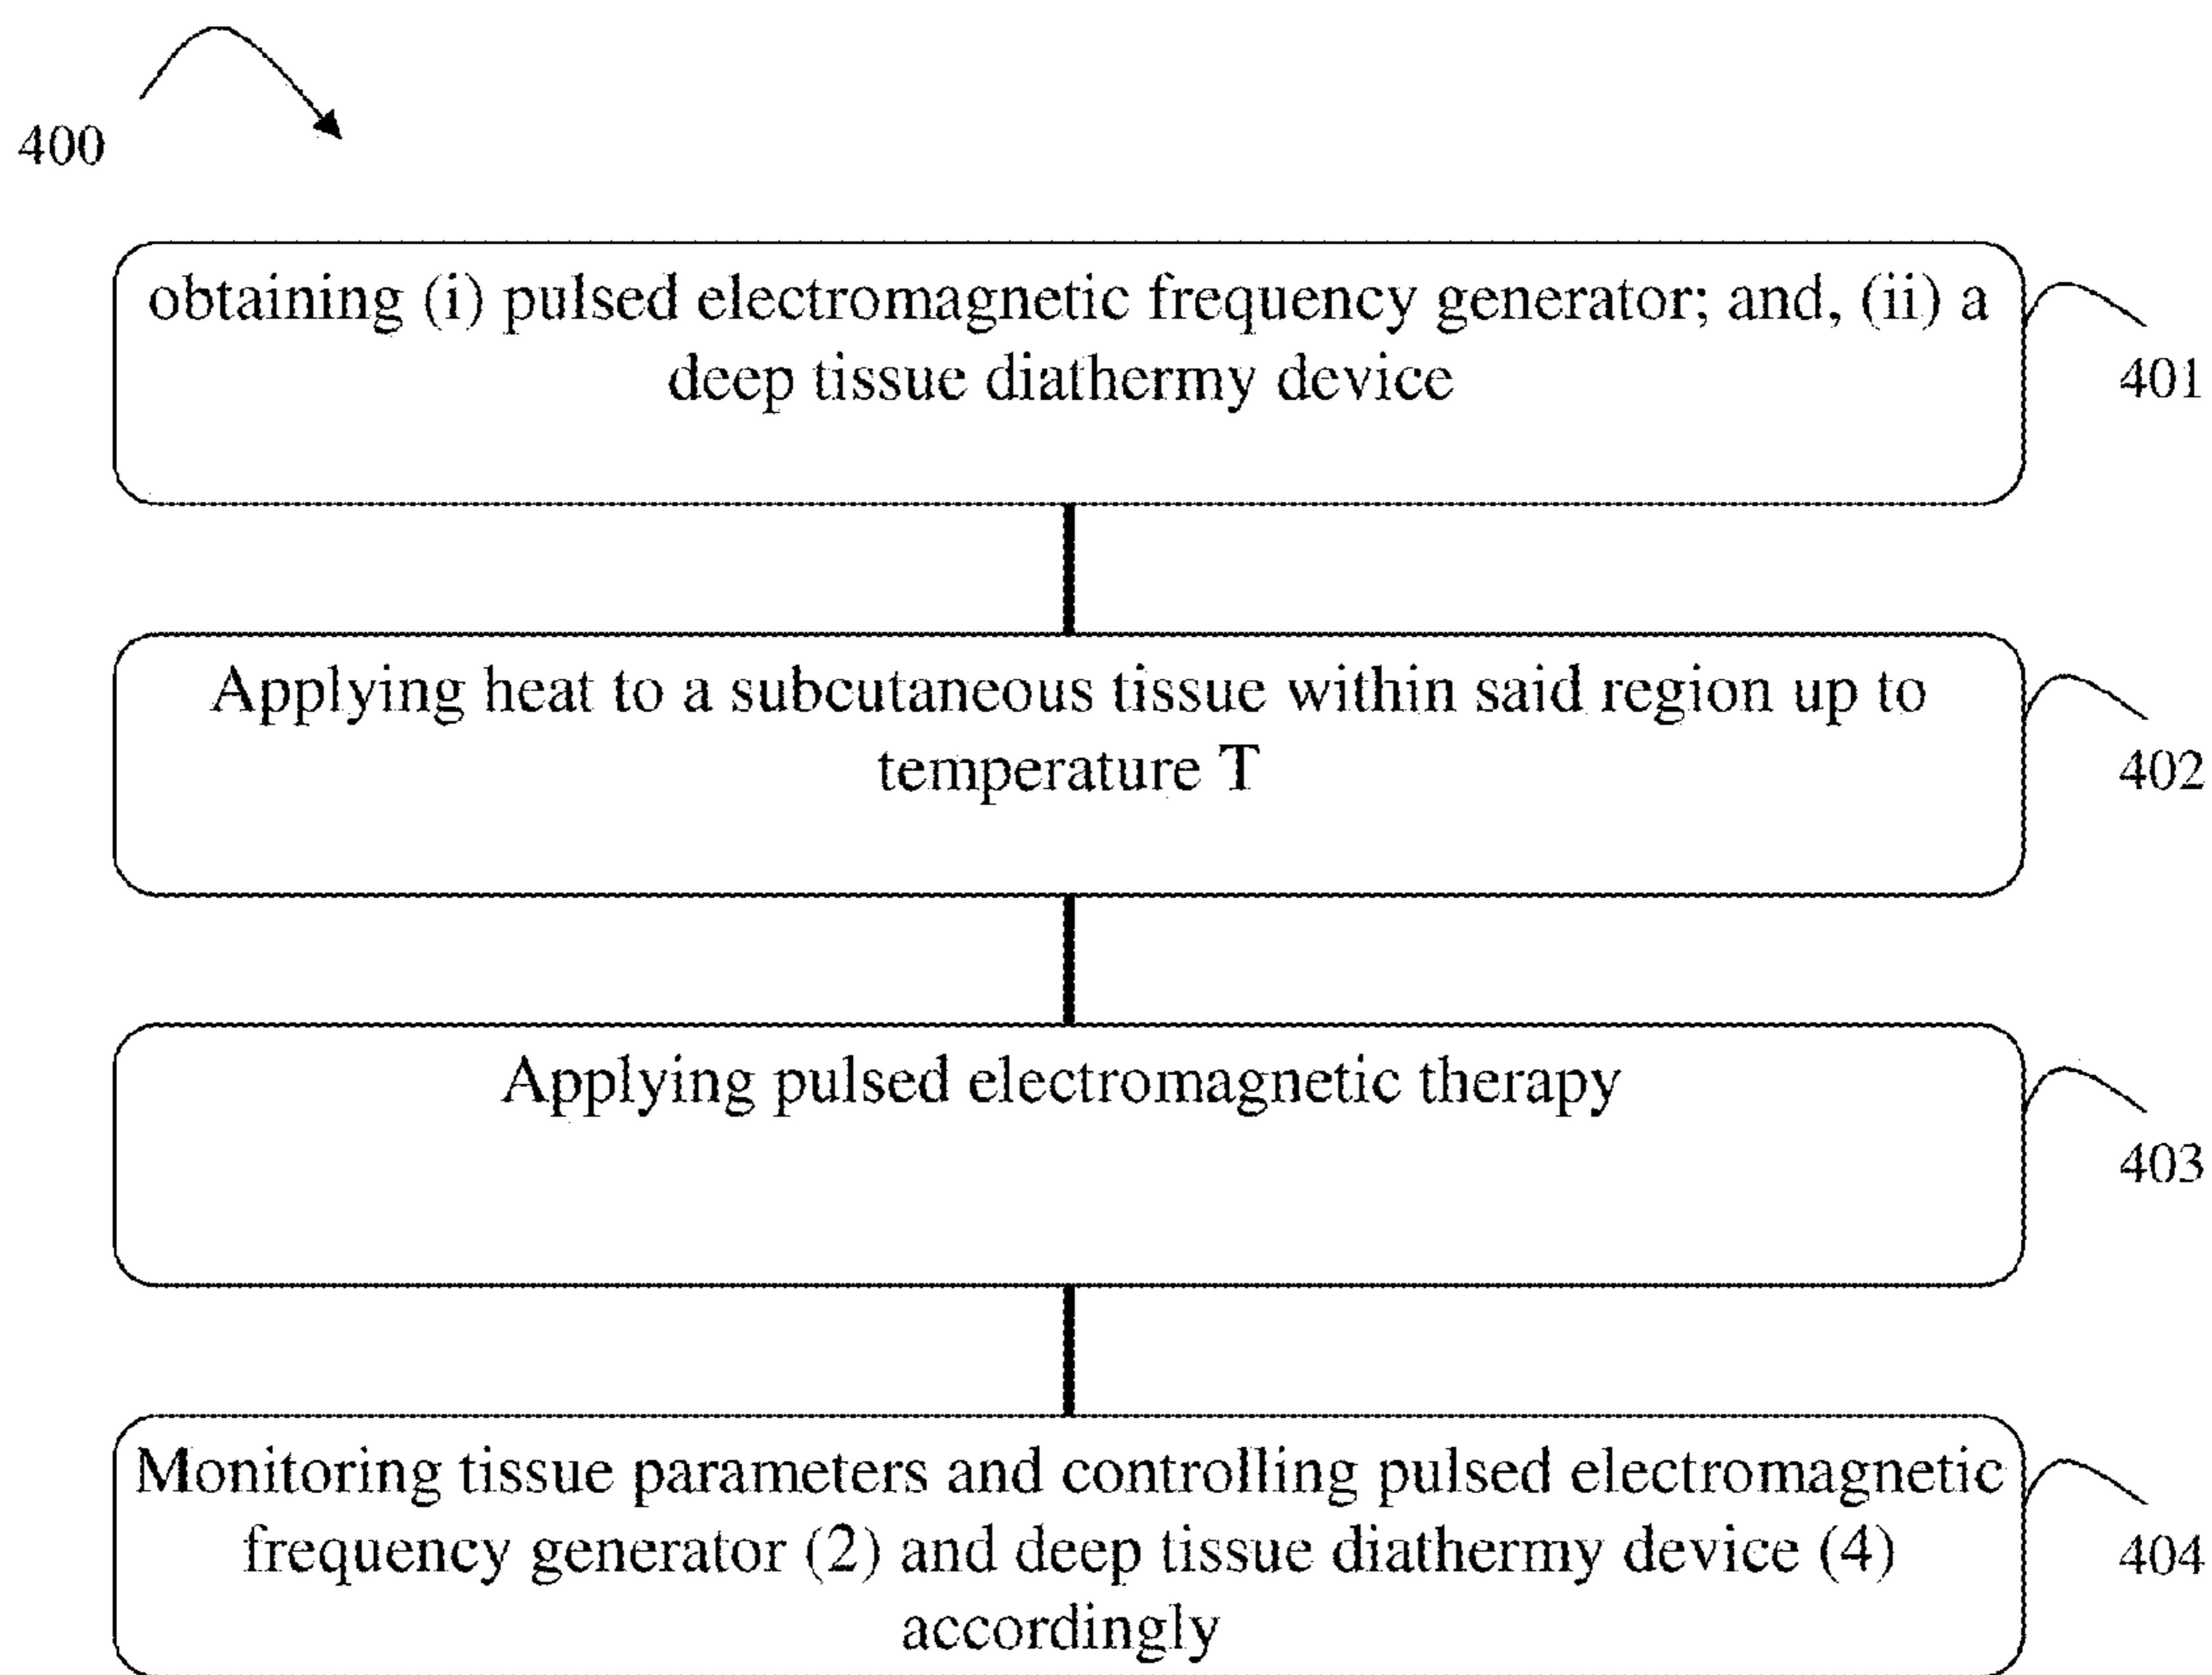 400
obtaining (i) pulsed electromagnetic frequency generator; and, (ii) a
deep tissue diathermy device
401
Applying heat to a subcutaneous tissue within said region up to
temperature T
402
Applying pulsed electromagnetic therapy
403
Monitoring tissue parameters and controlling pulsed electromagnetic
frequency generator (2) and deep tissue diathermy device (4)
accordingly
404